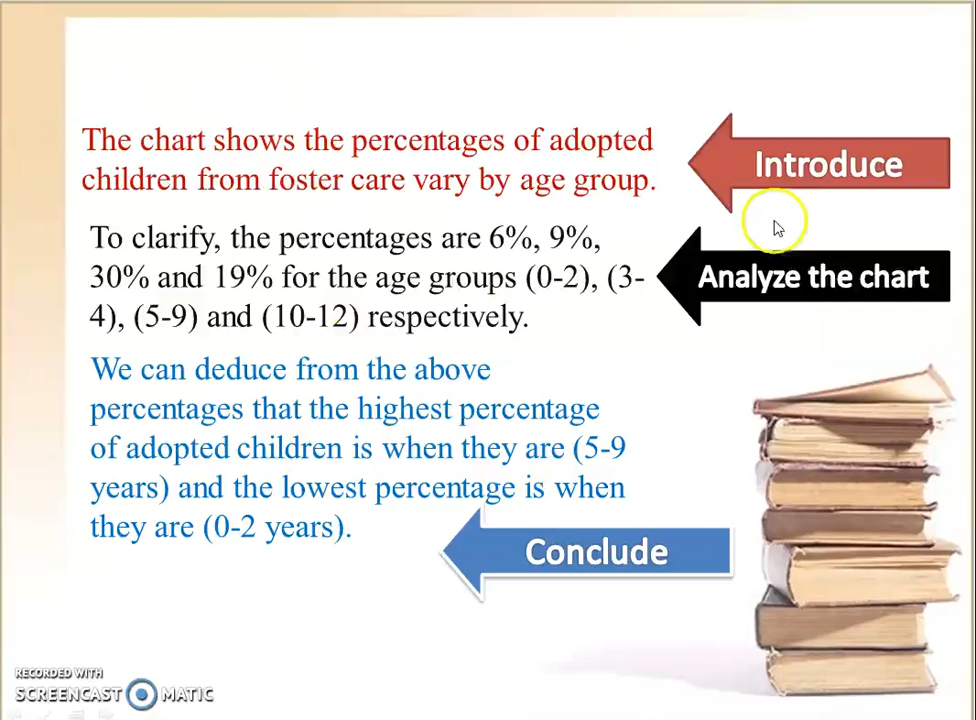 The chart shows the percentages of adopted
children from foster care vary by age group.
Introduce
To clarify, the percentages are 6%, 9%,
30% and 19% for the age groups (0-2), (3-
4), (5-9) and (10-12) respectively.
Analyze the chart
We can deduce from the above
percentages that the highest percentage
of adopted children is when they are (5-9
years) and the lowest percentage is when
they are (0-2 years).
Conclude
RECORDED WITH
SCREENCAST MATIC